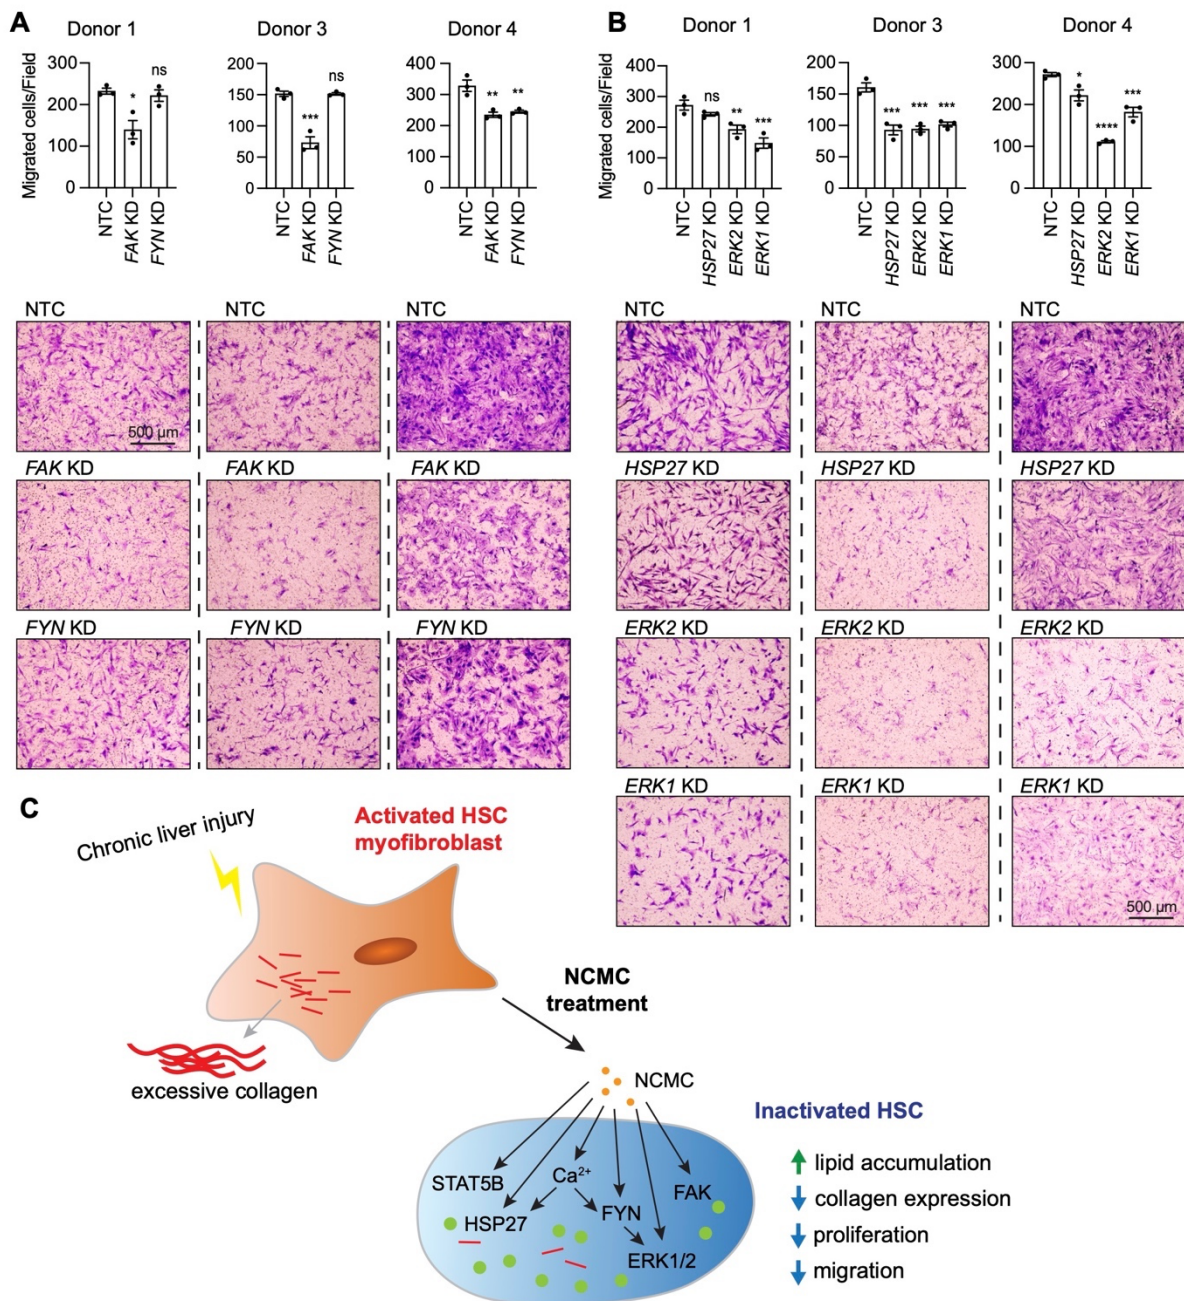 A
Donor 1
Donor 3
Donor 4
Migrated cells/Field
300
200
100
0
*
ns
NTC
FAK KD
FYN KD
200
150
100
50
0
***
ns
NTC
FAK KD
FYN KD
400
300
200
100
0
**
**
NTC
FAK KD
FYN KD
NTC
NTC
NTC
500 µm
FAK KD
FAK KD
FAK KD
FYN KD
FYN KD
FYN KD
B
Donor 1
Donor 3
Donor 4
Migrated cells/Field
400
300
200
100
0
ns
**
***
NTC
HSP27 KD
ERK2 KD
ERK1 KD
200
150
100
50
0
***
***
***
NTC
HSP27 KD
ERK2 KD
ERK1 KD
300
200
100
0
*
****
***
NTC
HSP27 KD
ERK2 KD
ERK1 KD
NTC
NTC
NTC
HSP27 KD
HSP27 KD
HSP27 KD
ERK2 KD
ERK2 KD
ERK2 KD
ERK1 KD
ERK1 KD
ERK1 KD
500 µm
C
Chronic liver injury
Activated HSC
myofibroblast
excessive collagen
NCMC
treatment
NCMC
Inactivated HSC
STAT5B
Ca²⁺
FAK
HSP27
FYN
ERK1/2
lipid accumulation
collagen expression
proliferation
migration